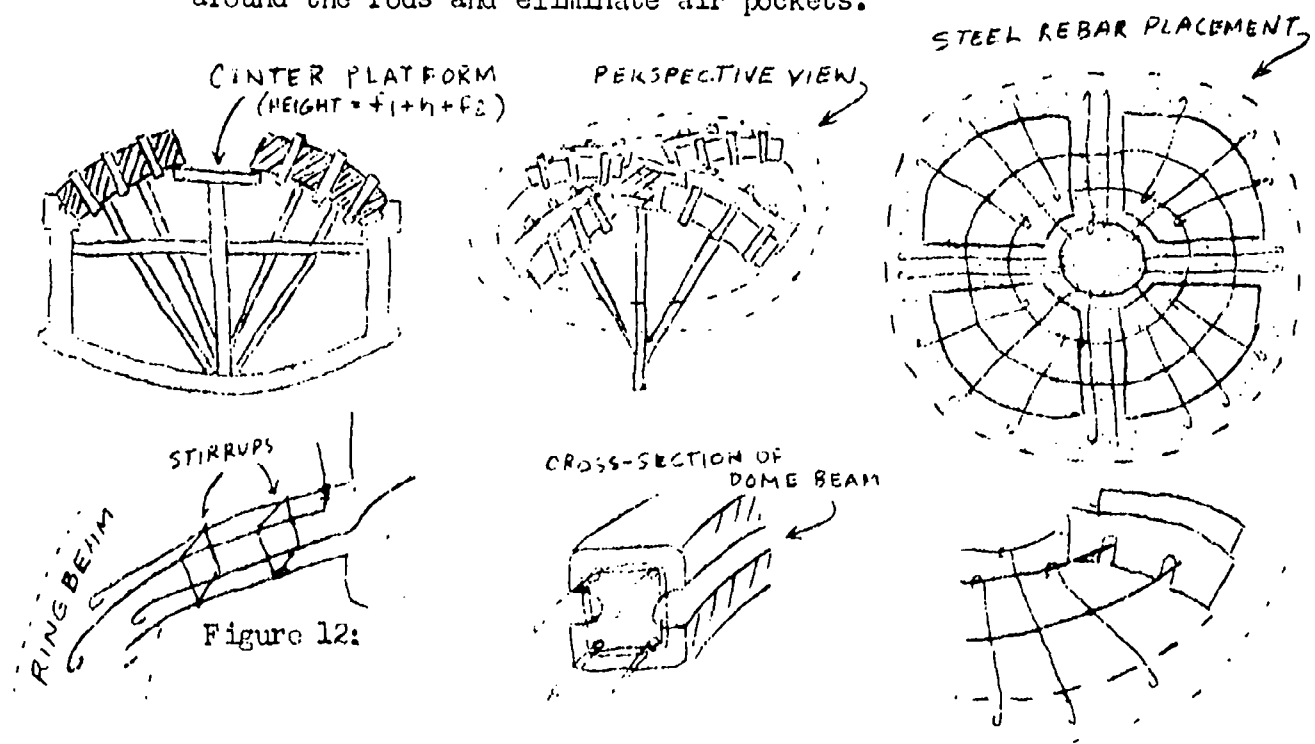 around the rods and eliminate air pockets.
STEEL REBAR PLACEMENT
CENTER PLATFORM
(HEIGHT = f1 + h + f2)
PERSPECTIVE VIEW
STIRRUPS
CROSS-SECTION OF
DOME BEAM
RING BEAM
Figure 12: